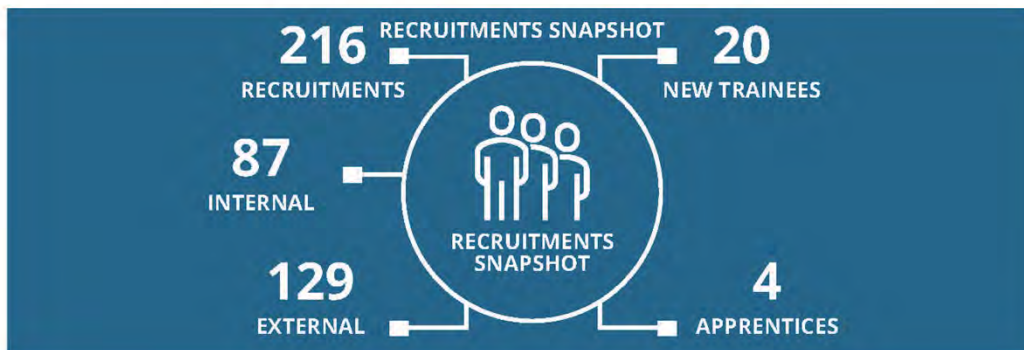 RECRUITMENTS SNAPSHOT
216
RECRUITMENTS
20
NEW TRAINEES
87
INTERNAL
RECRUITMENTS
SNAPSHOT
129
EXTERNAL
4
APPRENTICES